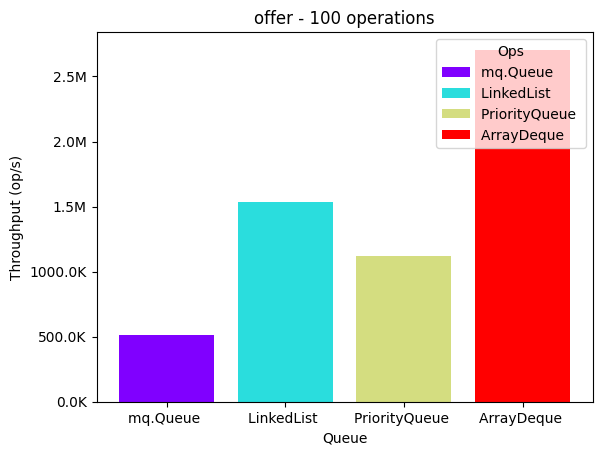 offer - 100 operations
Ops
mq.Queue
LinkedList
PriorityQueue
ArrayDeque
Throughput (op/s)
2.5M
2.0M
1.5M
1000.0K
500.0K
0.0K
mq.Queue LinkedList PriorityQueue ArrayDeque
Queue